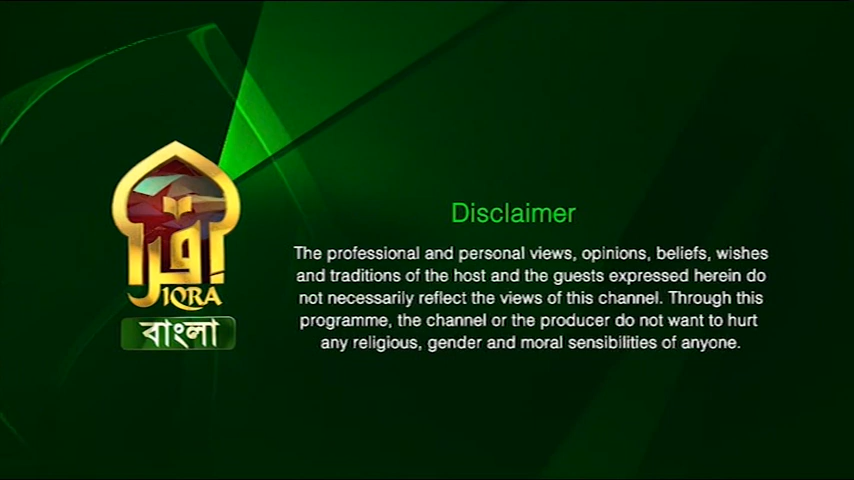 اقرأ
IQRA
বাংলা
Disclaimer
The professional and personal views, opinions, beliefs, wishes
and traditions of the host and the guests expressed herein do
not necessarily reflect the views of this channel. Through this
programme, the channel or the producer do not want to hurt
any religious, gender and moral sensibilities of anyone.